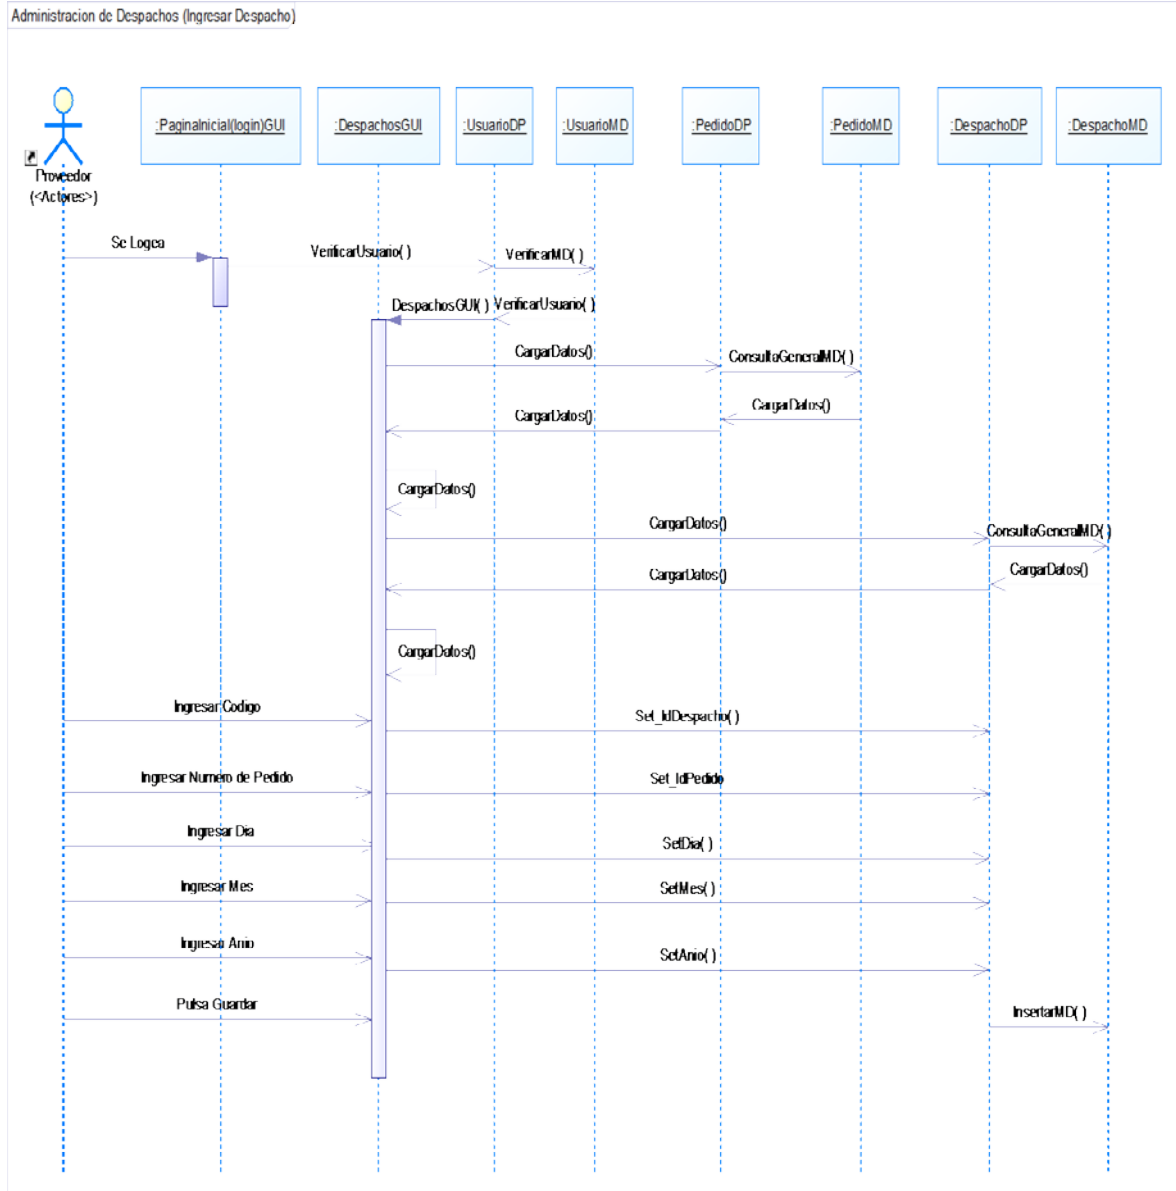 Administracion de Despachos (Ingresar Despacho)
:PaginaInicial(login)GUI
:DespachosGUI
:UsuarioDP
:UsuarioMD
:PedidoDP
:PedidoMD
:DespachoDP
:DespachoMD
Proveedor
(<Actores>)
Se Logea
VerificarUsuario( )
VerificarMD( )
DespachosGUI( )
VerificarUsuario( )
CargarDatos()
ConsultaGeneralMD( )
CargarDatos()
CargarDatos()
CargarDatos()
CargarDatos()
ConsultaGeneralMD( )
CargarDatos()
CargarDatos()
CargarDatos()
Ingresar Codigo
Set_IdDespacho( )
Ingresar Numero de Pedido
Set_IdPedido
Ingresar Dia
SetDia( )
Ingresar Mes
SetMes( )
Ingresar Anio
SetAnio( )
Pulsa Guardar
InsertarMD( )